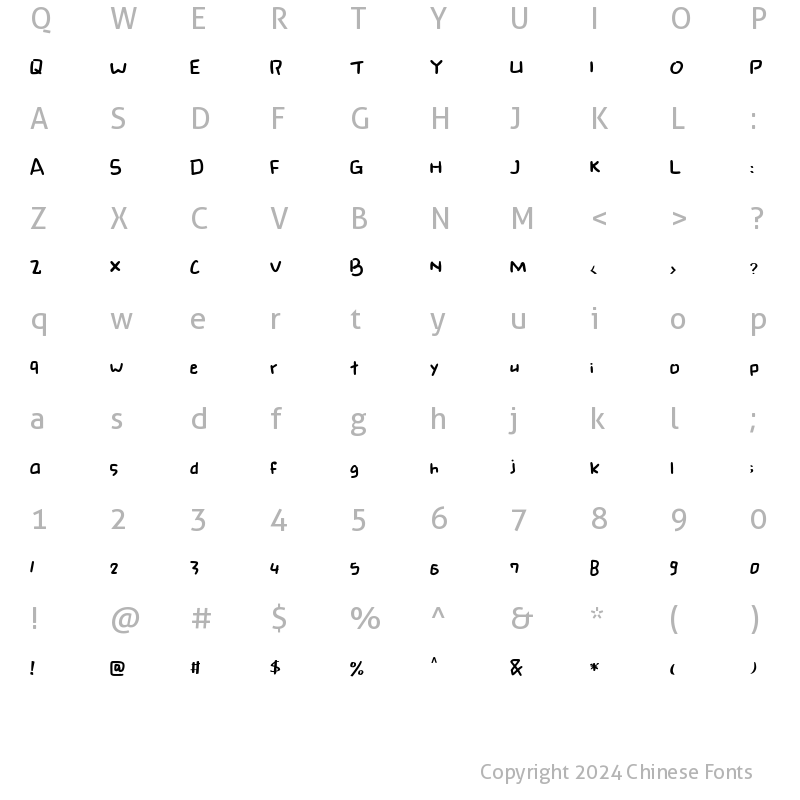 Q W E R T Y U I O P
Q W E R T Y U I O P
A S D F G H J K L :
A S D F G H J K L :
Z X C V B N M < > ?
Z X C V B N M < > ?
q w e r t y u i o p
q w e r t y u i o p
a s d f g h j k l ;
a s d f g h j k l ;
1 2 3 4 5 6 7 8 9 0
1 2 3 4 5 6 7 8 9 0
! @ # $ % ^ & * ( )
! @ # $ % ^ & * ( )
Copyright 2024 Chinese Fonts